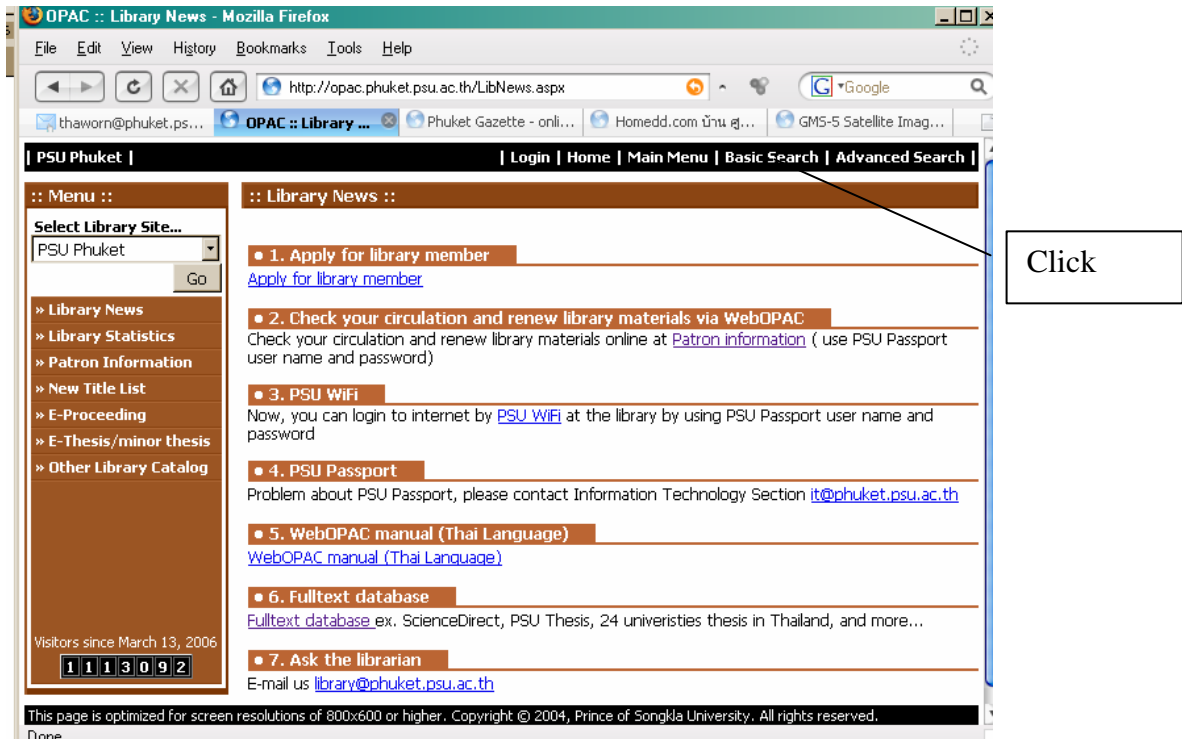 OPAC :: Library News - Mozilla Firefox
File Edit View History Bookmarks Tools Help
http://opac.phuket.psu.ac.th/LibNews.aspx
Google
thaworn@phuket.ps... OPAC :: Library ... Phuket Gazette - onli... Homedd.com บ้าน ศู... GMS-5 Satellite Imag...
| PSU Phuket | | Login | Home | Main Menu | Basic Search | Advanced Search |
:: Menu ::
Select Library Site...
PSU Phuket
Go
» Library News
» Library Statistics
» Patron Information
» New Title List
» E-Proceeding
» E-Thesis/minor thesis
» Other Library Catalog
Visitors since March 13, 2006
1113092
:: Library News ::
● 1. Apply for library member
Apply for library member
● 2. Check your circulation and renew library materials via WebOPAC
Check your circulation and renew library materials online at Patron information ( use PSU Passport
user name and password)
● 3. PSU WiFi
Now, you can login to internet by PSU WiFi at the library by using PSU Passport user name and
password
● 4. PSU Passport
Problem about PSU Passport, please contact Information Technology Section it@phuket.psu.ac.th
● 5. WebOPAC manual (Thai Language)
WebOPAC manual (Thai Language)
● 6. Fulltext database
Fulltext database ex. ScienceDirect, PSU Thesis, 24 univeristies thesis in Thailand, and more...
● 7. Ask the librarian
E-mail us library@phuket.psu.ac.th
This page is optimized for screen resolutions of 800x600 or higher. Copyright © 2004, Prince of Songkla University. All rights reserved.
Done
Click